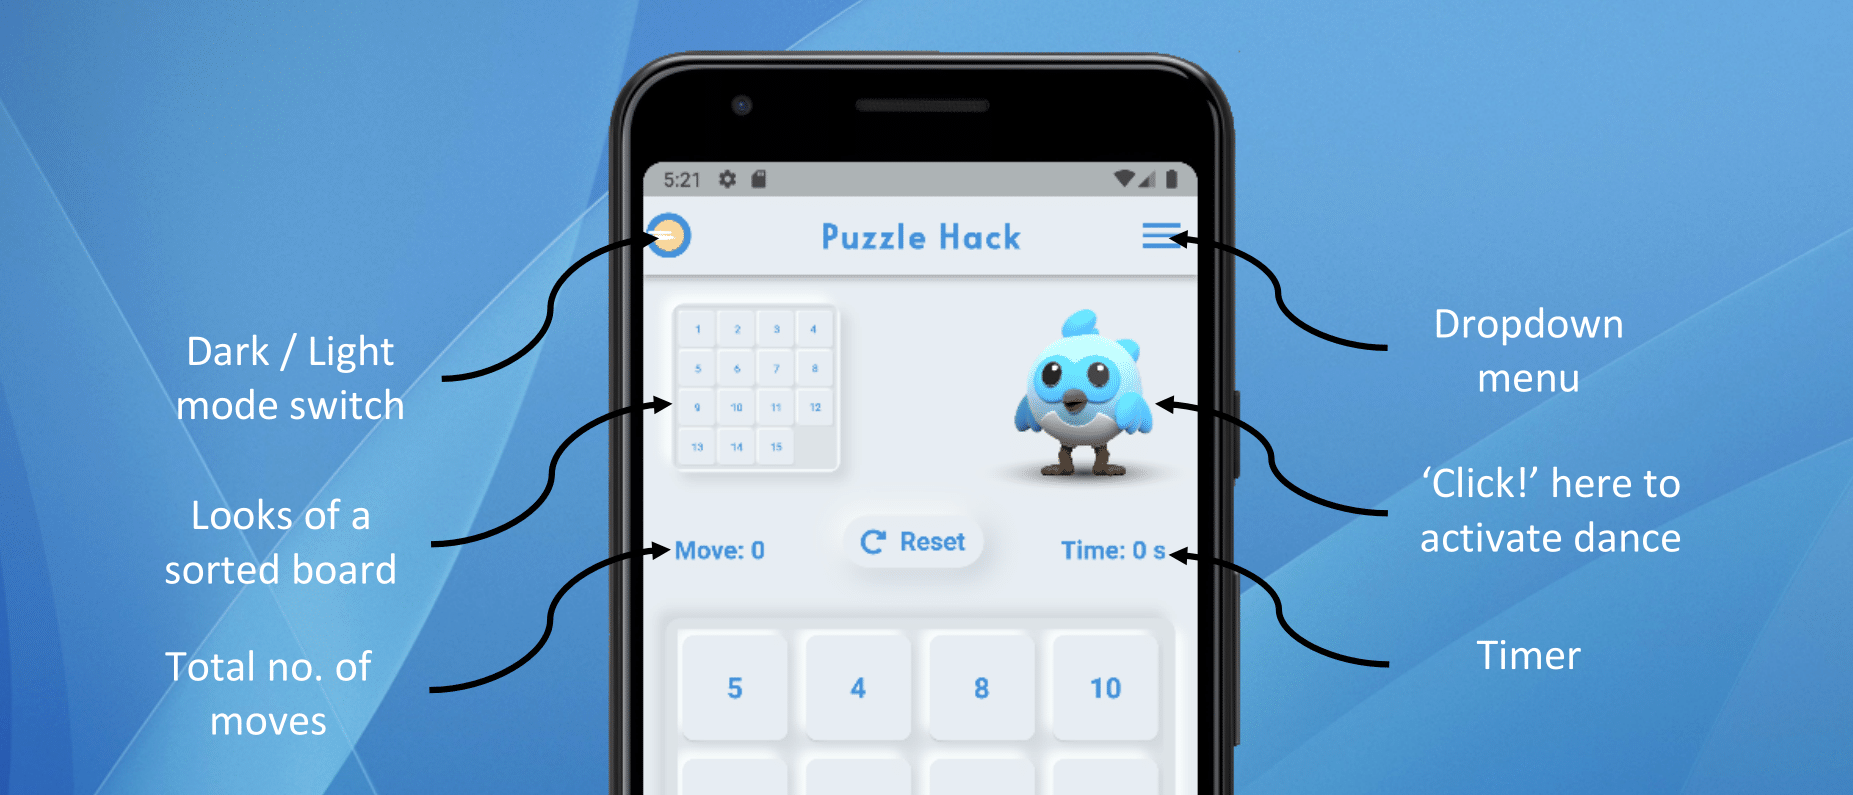 5:21
Puzzle Hack
1 2 3 4
5 6 7 8
9 10 11 12
13 14 15
Move: 0
Reset
Time: 0 s
5 4 8 10
Dark / Light
mode switch
Looks of a
sorted board
Total no. of
moves
Dropdown
menu
‘Click!’ here to
activate dance
Timer